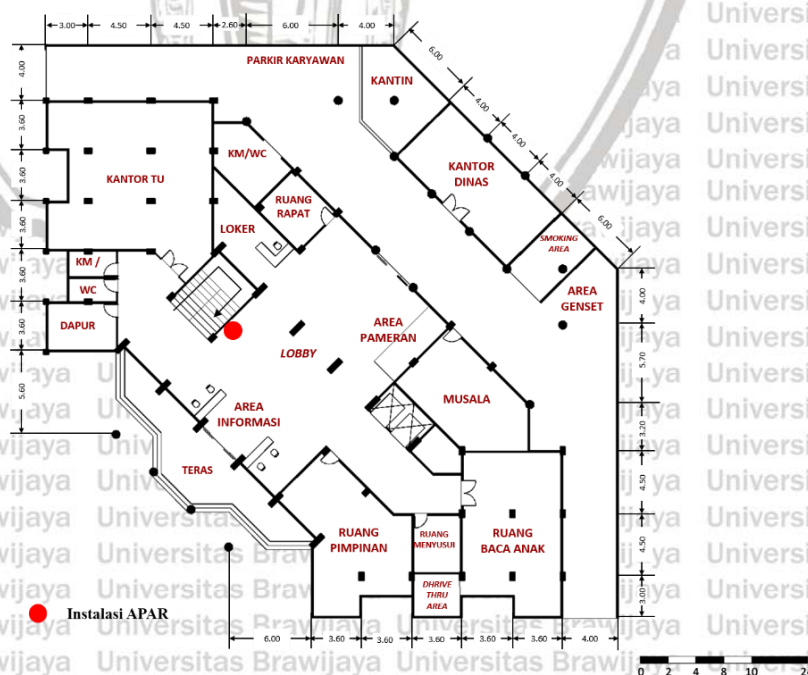 3.00 4.50 4.50 2.60 6.00 4.00
PARKIR KARYAWAN
KANTIN
6.00
4.00
4.00
4.00
6.00
4.00
3.60
3.60
3.60
3.60
3.60
5.60
KANTOR TU
KM/WC
RUANG
RAPAT
LOKER
KANTOR
DINAS
SMOKING
AREA
AREA
GENSET
KM /
WC
DAPUR
LOBBY
AREA
PAMERAN
MUSALA
AREA
INFORMASI
TERAS
RUANG
PIMPINAN
RUANG
MENYUSUI
RUANG
BACA ANAK
DHRIVE
THRU
AREA
4.00
5.70
3.20
4.50
4.50
3.00
Instalasi APAR
6.00 3.60 3.60 3.60 3.60 3.60 4.00
0 2 4 8 10
Universitas Brawijaya